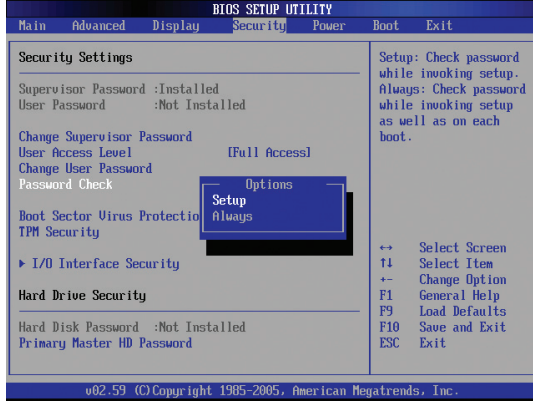 BIOS SETUP UTILITY
Main Advanced Display Security Power Boot Exit
Security Settings
Supervisor Password :Installed
User Password :Not Installed
Change Supervisor Password
User Access Level [Full Access]
Change User Password
Password Check
Boot Sector Virus Protectio
TPM Security
▶ I/O Interface Security
Hard Drive Security
Hard Disk Password :Not Installed
Primary Master HD Password
Options
Setup
Always
Setup: Check password
while invoking setup.
Always: Check password
while invoking setup
as well as on each
boot.
↔ Select Screen
↑↓ Select Item
+- Change Option
F1 General Help
F9 Load Defaults
F10 Save and Exit
ESC Exit
v02.59 (C)Copyright 1985-2005, American Megatrends, Inc.